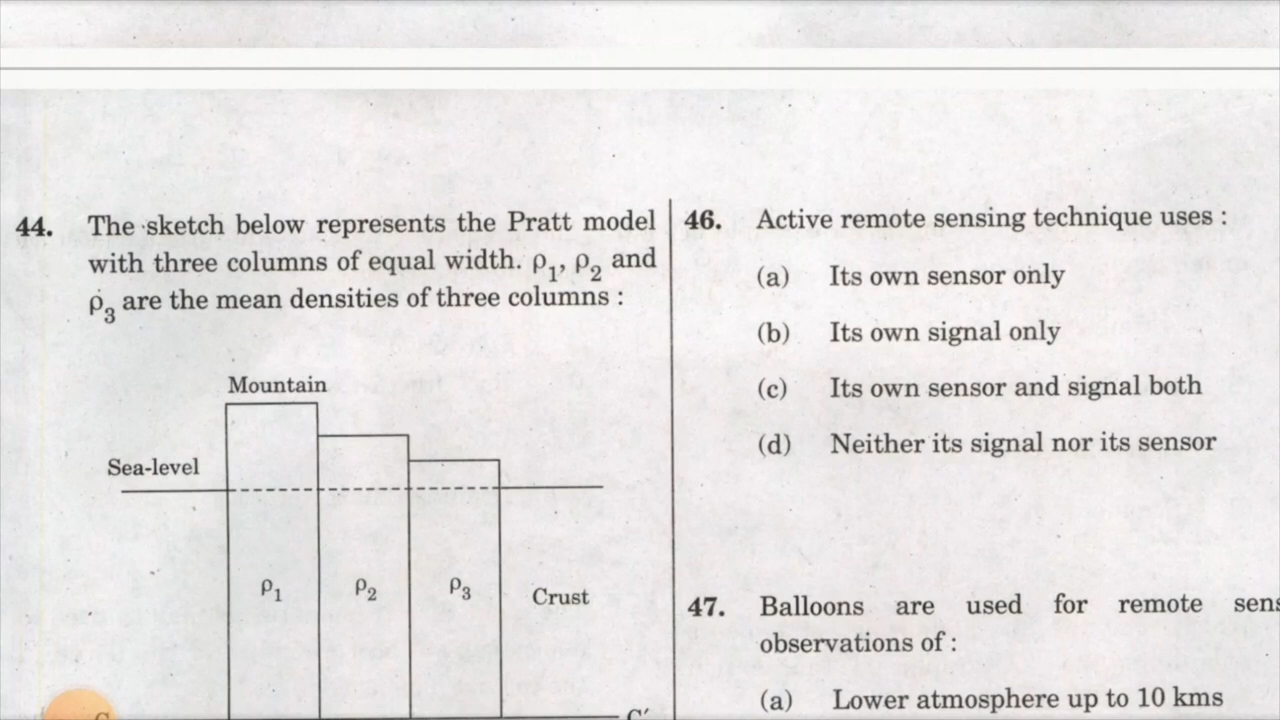 44. The sketch below represents the Pratt model
with three columns of equal width. ρ₁, ρ₂ and
ρ₃ are the mean densities of three columns :
Mountain
Sea-level
ρ₁ ρ₂ ρ₃ Crust
C′
46. Active remote sensing technique uses :
(a) Its own sensor only
(b) Its own signal only
(c) Its own sensor and signal both
(d) Neither its signal nor its sensor
47. Balloons are used for remote
observations of :
(a) Lower atmosphere up to 10 kms